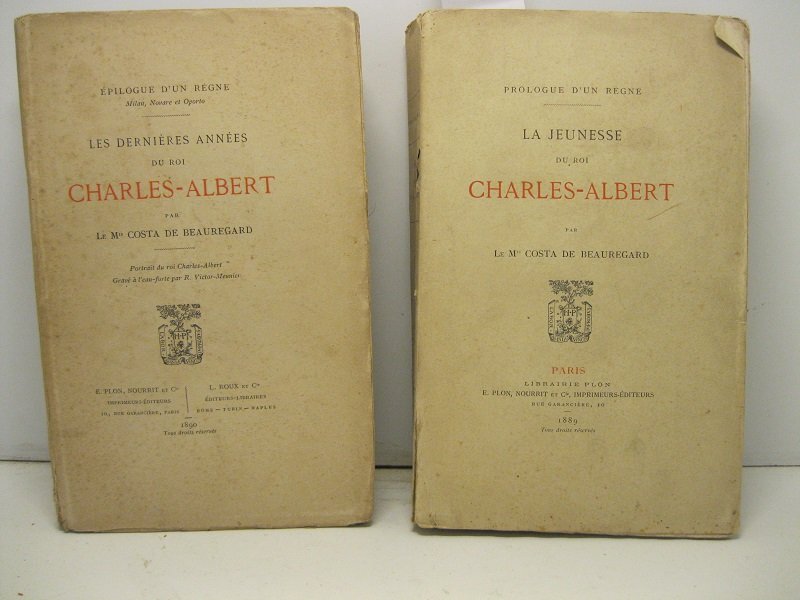 ÉPILOGUE D'UN RÈGNE
Milan, Novare et Oporto
LES DERNIÈRES ANNÉES
DU ROI
CHARLES-ALBERT
PAR
LE Mis COSTA DE BEAUREGARD
Portrait du roi Charles-Albert
Gravé à l'eau-forte par R. Victor-Meunier
E. PLON, NOURRIT ET Cie
IMPRIMEURS-ÉDITEURS
10, RUE GARANCIÈRE, PARIS
L. ROUX ET Cie
ÉDITEURS-LIBRAIRES
ROME — TURIN — NAPLES
1890
Tous droits réservés
PROLOGUE D'UN RÈGNE
LA JEUNESSE
DU ROI
CHARLES-ALBERT
PAR
LE Mis COSTA DE BEAUREGARD
PARIS
LIBRAIRIE PLON
E. PLON, NOURRIT ET Cie, IMPRIMEURS-ÉDITEURS
RUE GARANCIÈRE, 10
1889
Tous droits réservés